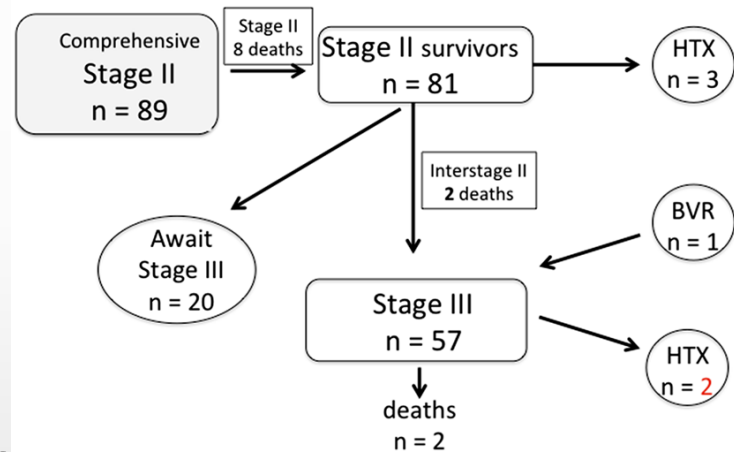 Comprehensive
Stage II
n = 89
Stage II
8 deaths
Stage II survivors
n = 81
HTX
n = 3
Interstage II
2 deaths
Await
Stage III
n = 20
BVR
n = 1
Stage III
n = 57
HTX
n = 2
deaths
n = 2